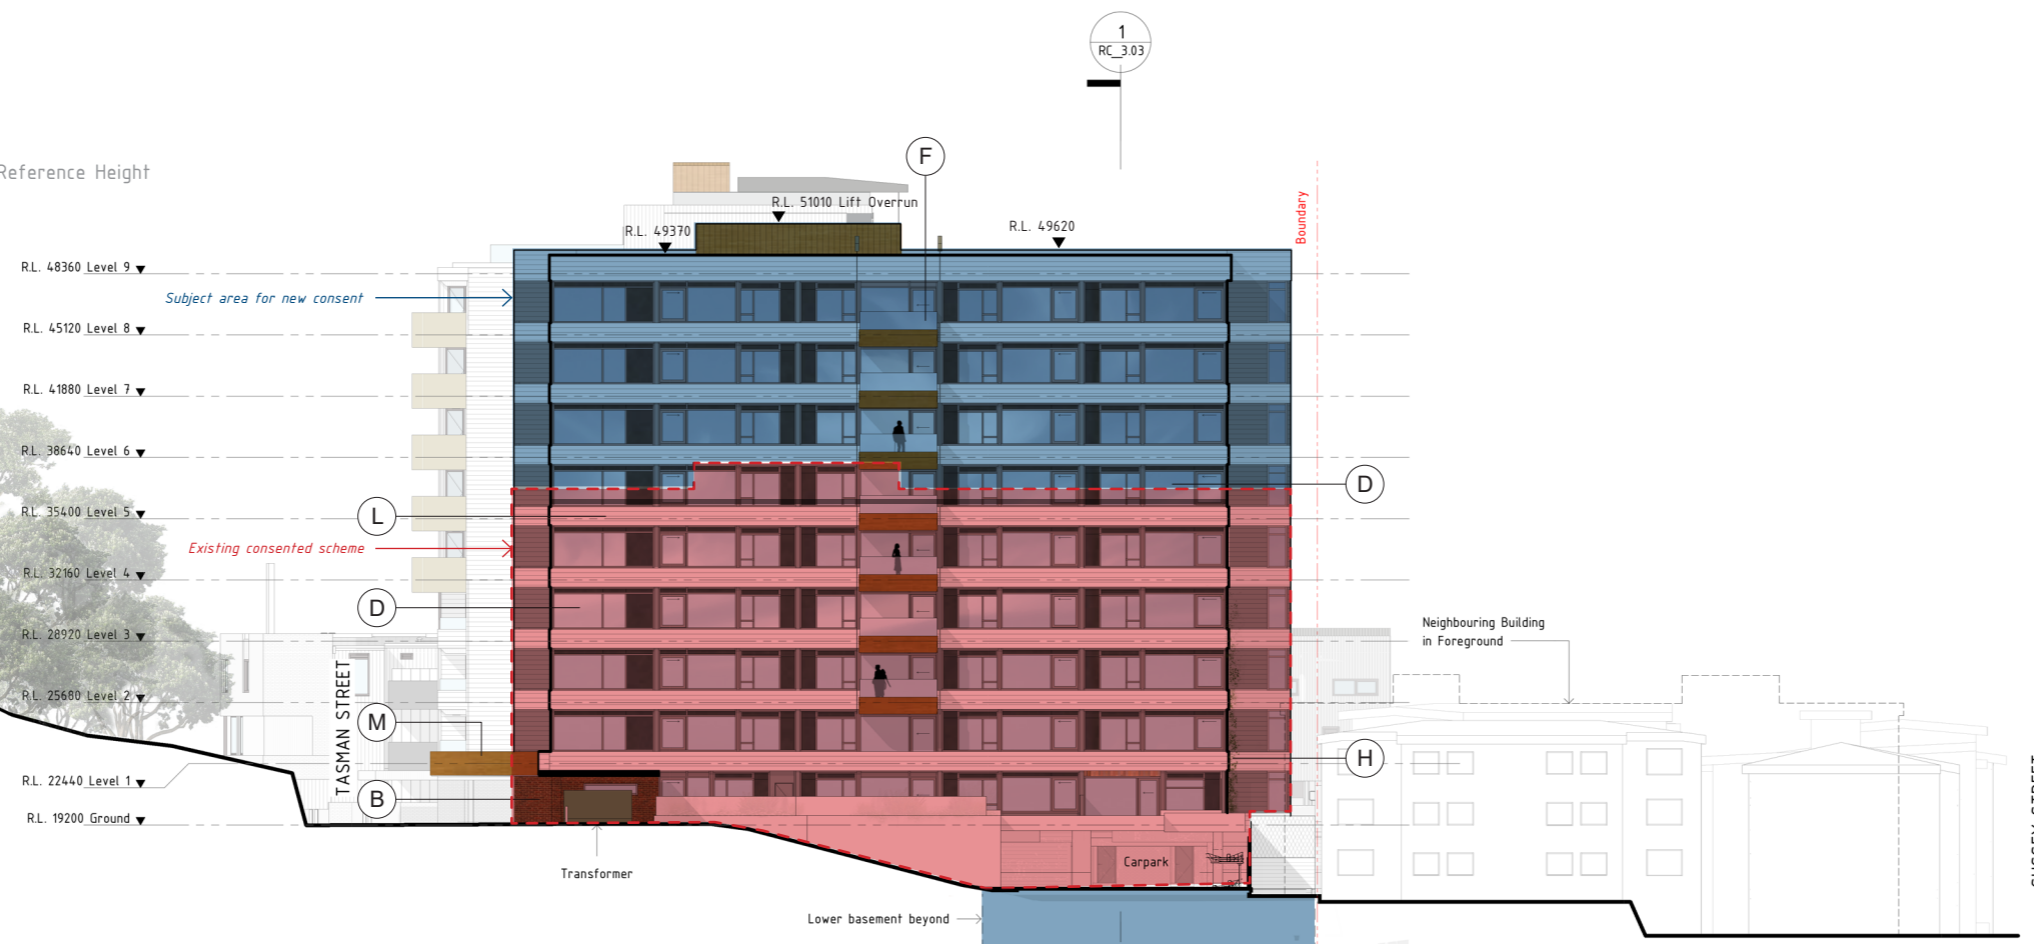 1
RC_3.03
F
Reference Height
Boundary
R.L. 51010 Lift Overrun
R.L. 49370
R.L. 49620
R.L. 48360 Level 9
Subject area for new consent
R.L. 45120 Level 8
R.L. 41880 Level 7
R.L. 38640 Level 6
D
R.L. 35400 Level 5
L
Existing consented scheme
R.L. 32160 Level 4
D
R.L. 28920 Level 3
Neighbouring Building
in Foreground
TASMAN STREET
R.L. 25680 Level 2
M
H
R.L. 22440 Level 1
B
R.L. 19200 Ground
Carpark
Transformer
Lower basement beyond